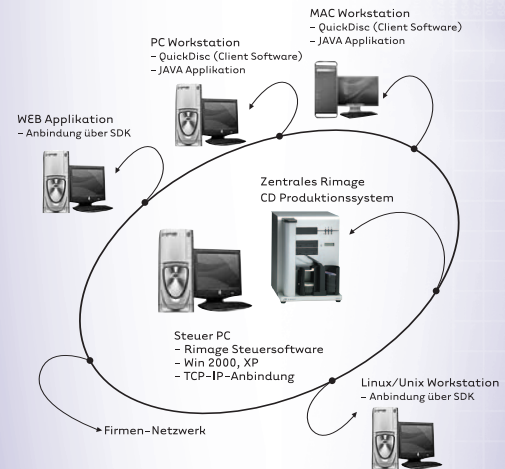 MAC Workstation
– QuickDisc (Client Software)
– JAVA Applikation
PC Workstation
– QuickDisc (Client Software)
– JAVA Applikation
WEB Applikation
– Anbindung über SDK
Zentrales Rimage
CD Produktionssystem
Steuer PC
– Rimage Steuersoftware
– Win 2000, XP
– TCP-IP-Anbindung
Linux/Unix Workstation
– Anbindung über SDK
Firmen-Netzwerk